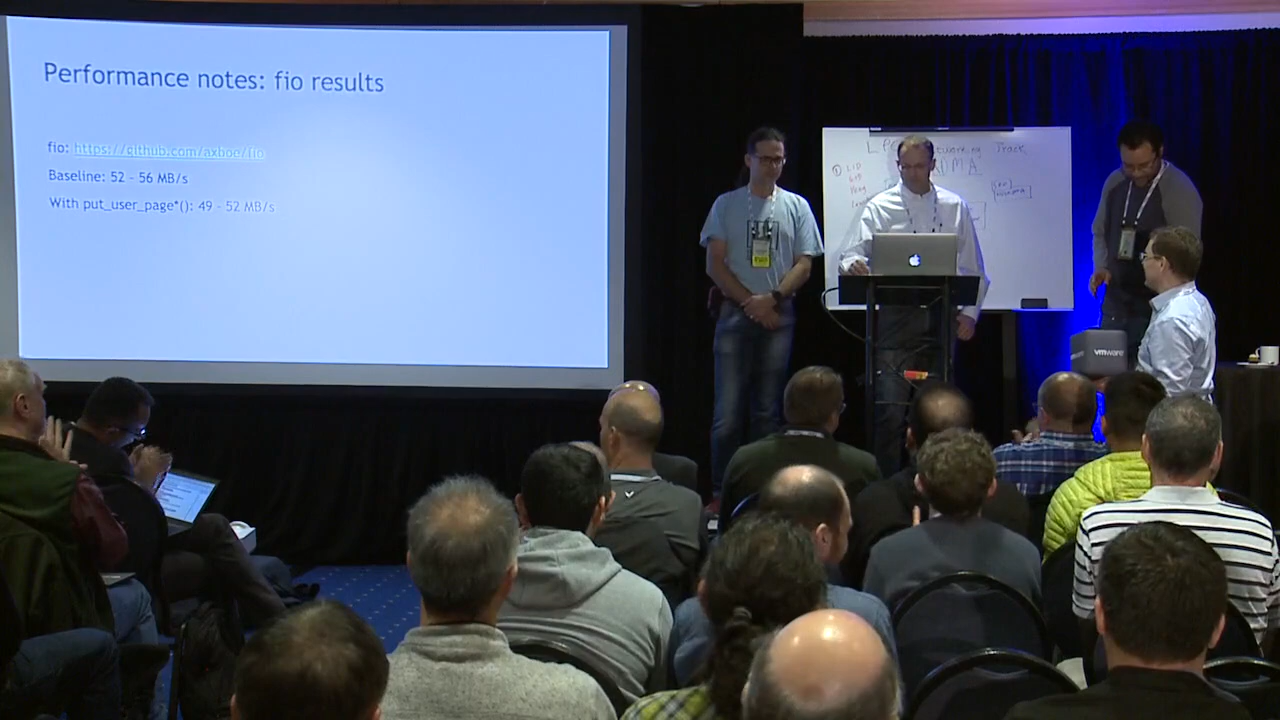 Performance notes: fio results
fio: https://github.com/axboe/fio
Baseline: 52 - 56 MB/s
With put_user_page*(): 49 - 52 MB/s
Track
vmware